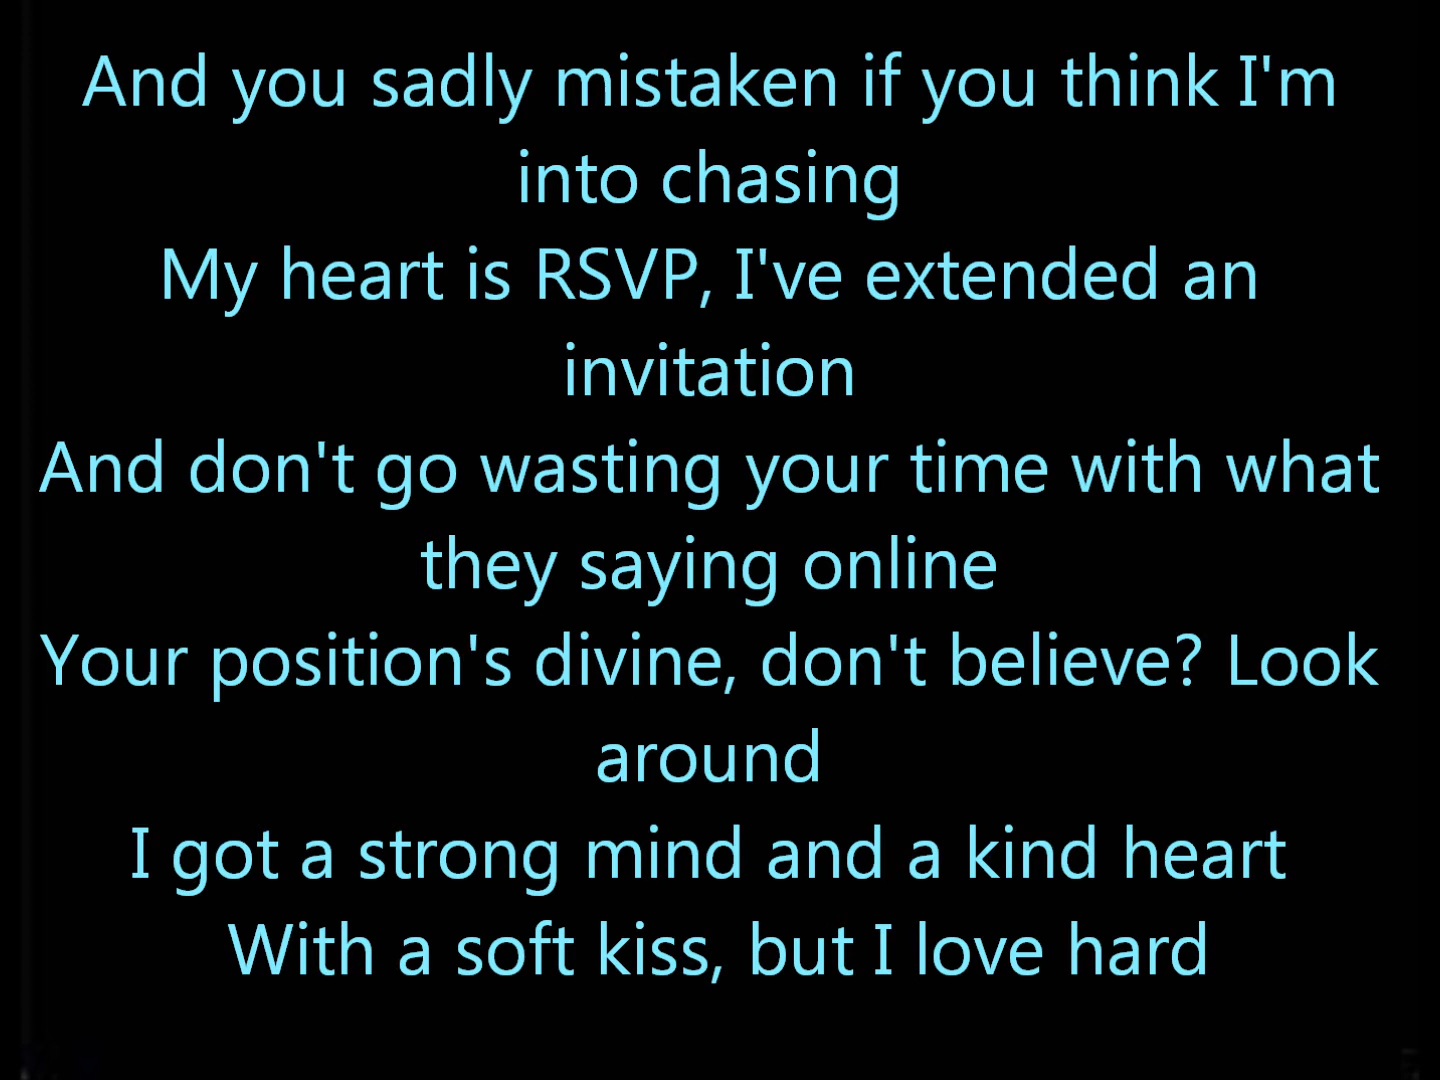 And you sadly mistaken if you think I'm
into chasing
My heart is RSVP, I've extended an
invitation
And don't go wasting your time with what
they saying online
Your position's divine, don't believe? Look
around
I got a strong mind and a kind heart
With a soft kiss, but I love hard